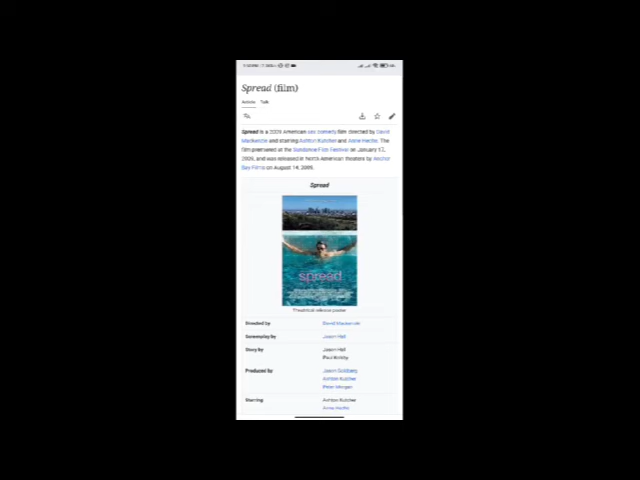 Spread (film)
Article Talk
Spread is a 2009 American sex comedy film directed by David
Mackenzie and starring Ashton Kutcher and Anne Heche. The
film premiered at the Sundance Film Festival on January 17,
2009, and was released in North American theaters by Anchor
Bay Films on August 14, 2009.
Spread
spread
Theatrical release poster
Directed by David Mackenzie
Screenplay by Jason Hall
Story by Jason Hall
Paul Kolsby
Produced by Jason Goldberg
Ashton Kutcher
Peter Morgan
Starring Ashton Kutcher
Anne Heche